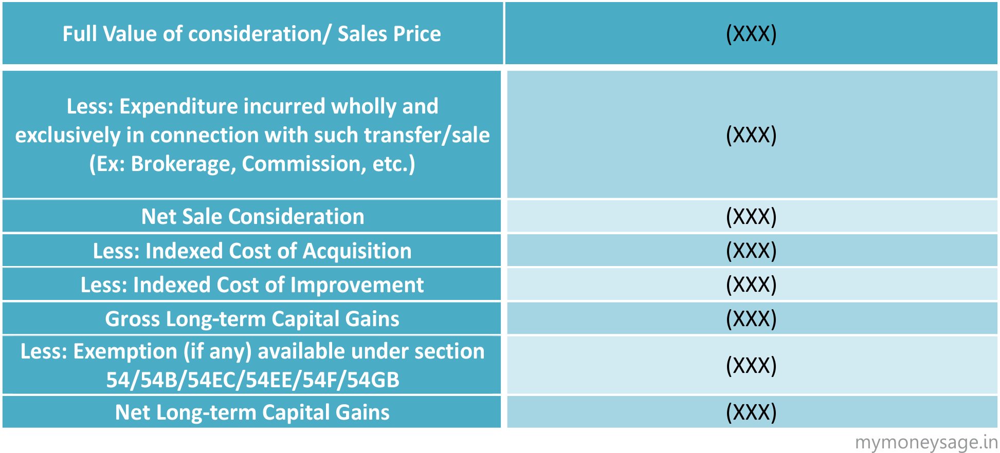 Full Value of consideration/ Sales Price
(XXX)
Less: Expenditure incurred wholly and
exclusively in connection with such transfer/sale
(Ex: Brokerage, Commission, etc.)
(XXX)
Net Sale Consideration
(XXX)
Less: Indexed Cost of Acquisition
(XXX)
Less: Indexed Cost of Improvement
(XXX)
Gross Long-term Capital Gains
(XXX)
Less: Exemption (if any) available under section
54/54B/54EC/54EE/54F/54GB
(XXX)
Net Long-term Capital Gains
(XXX)
mymoneysage.in